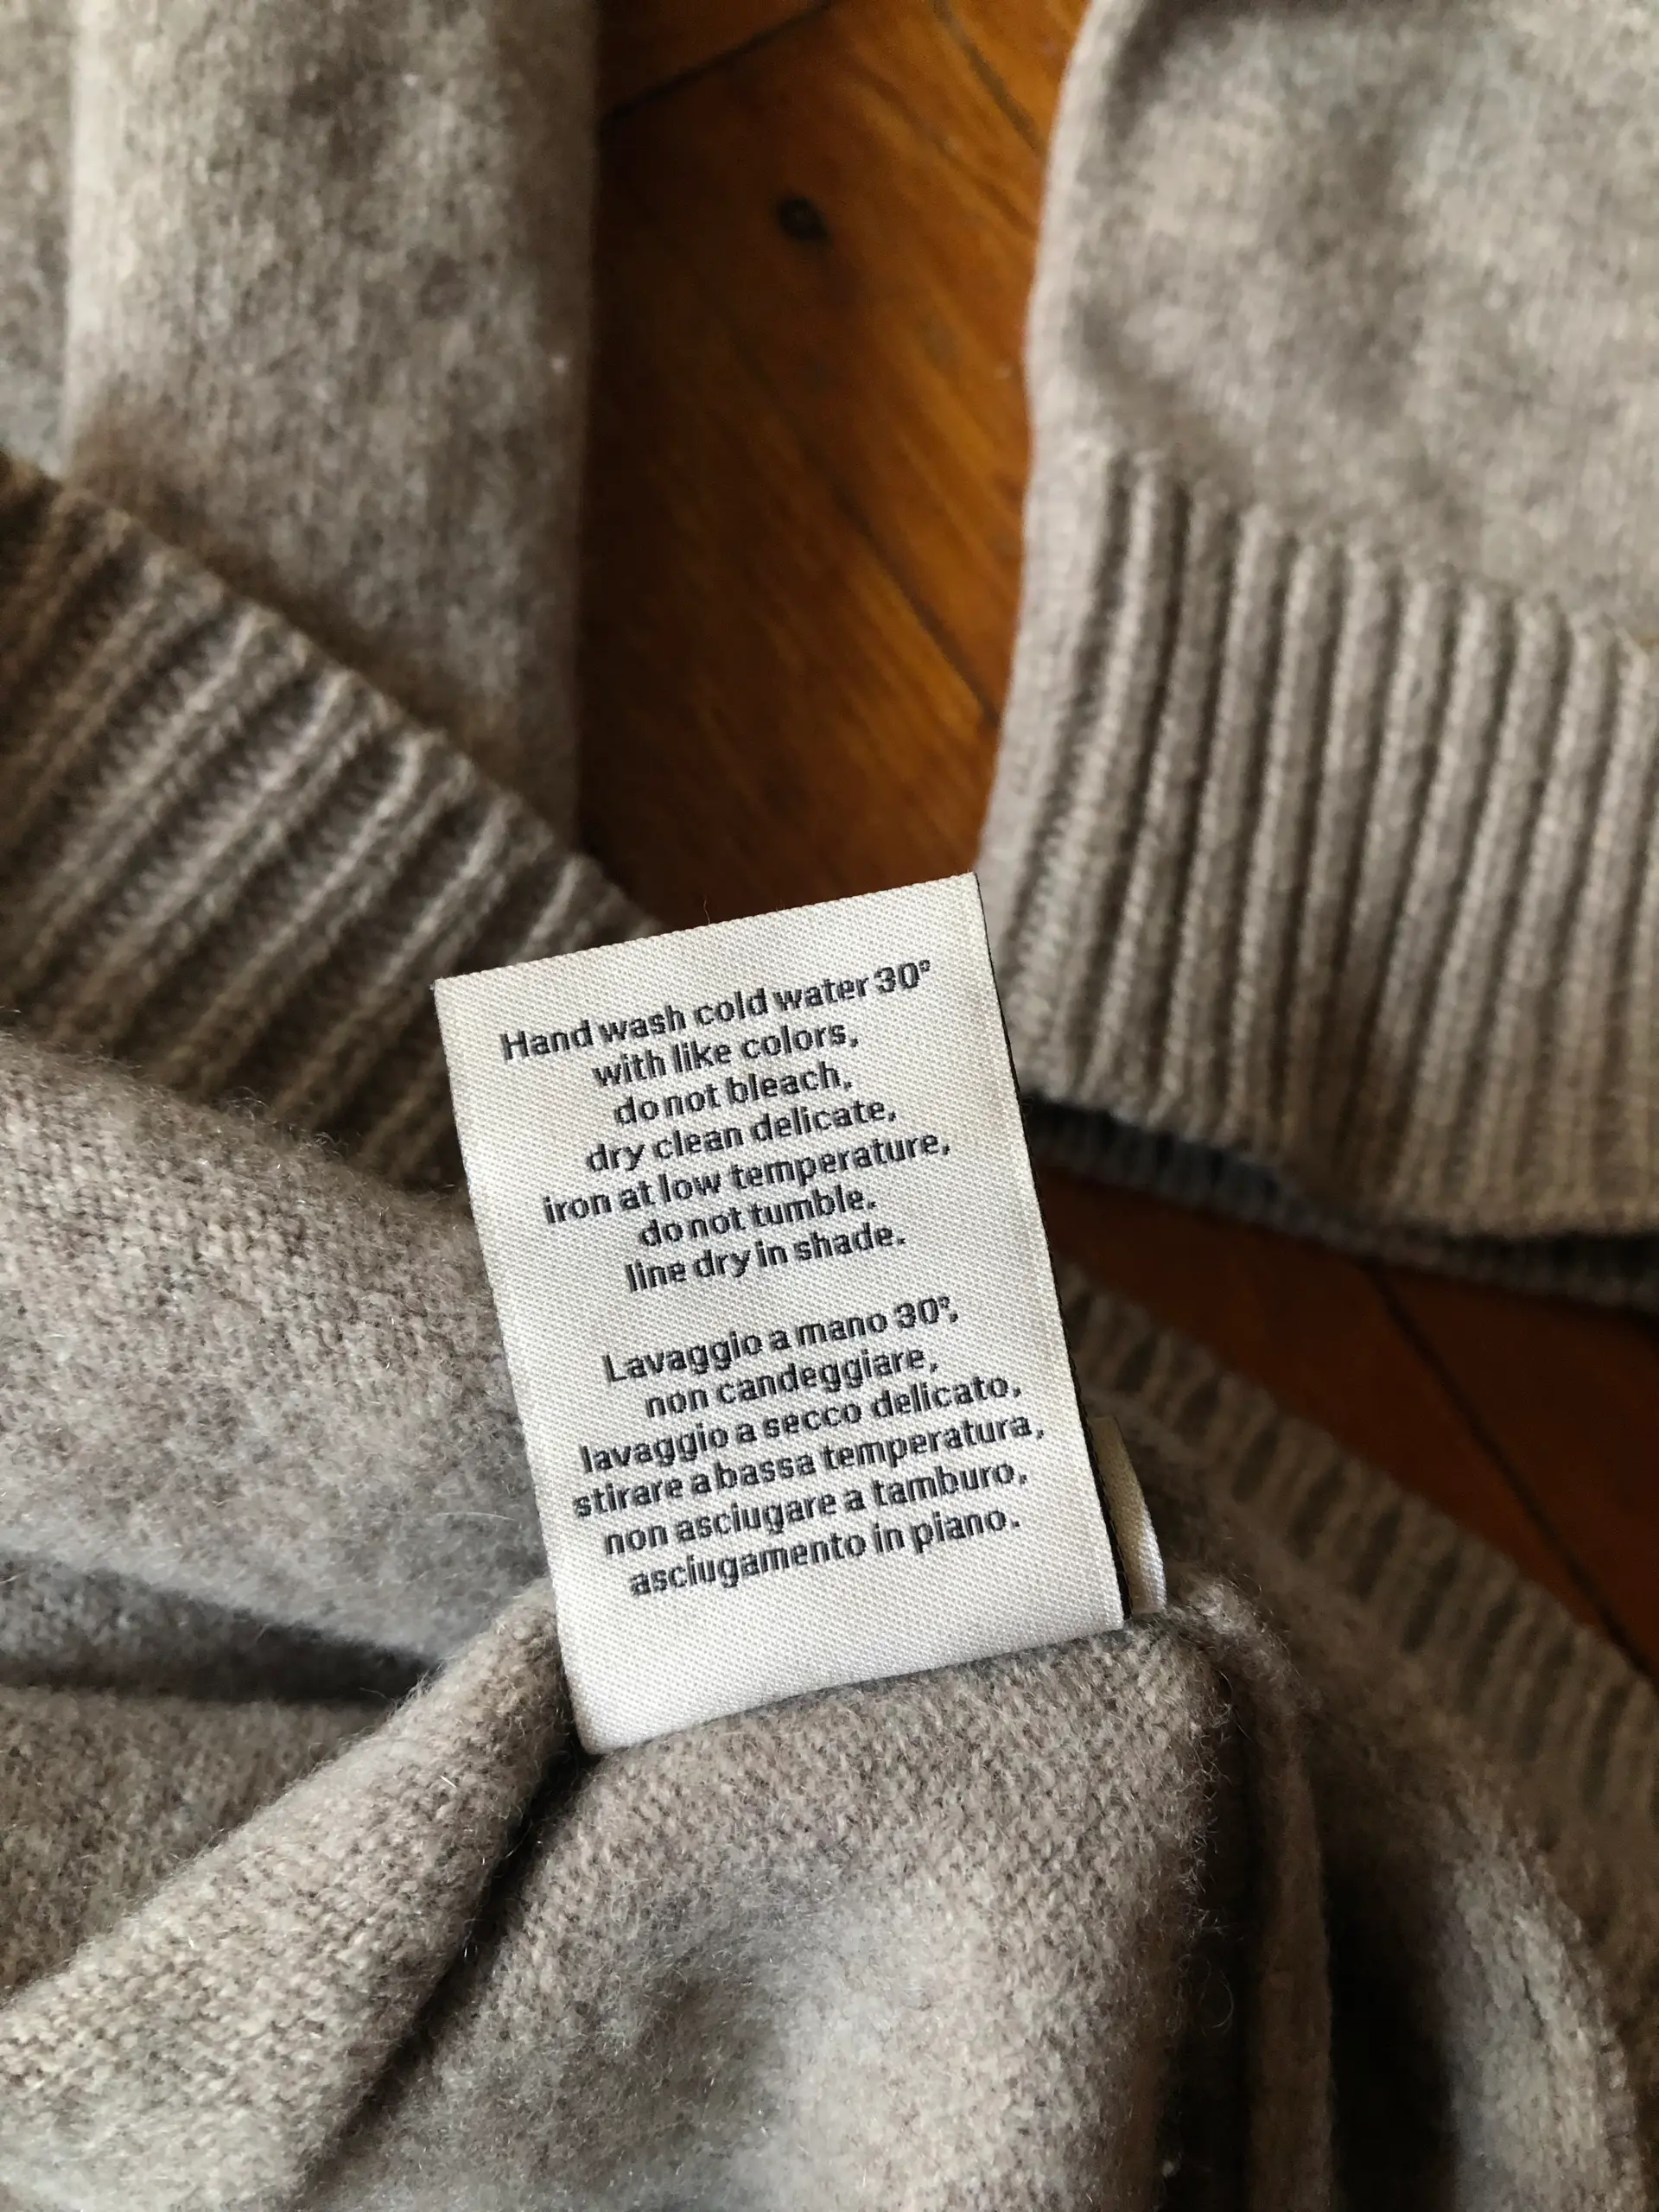 Hand wash cold water 30°
with like colors,
do not bleach,
dry clean delicate,
iron at low temperature,
do not tumble.
line dry in shade.
Lavaggio a mano 30°,
non candeggiare,
lavaggio a secco delicato,
stirare a bassa temperatura,
non asciugare a tamburo,
asciugamento in piano.